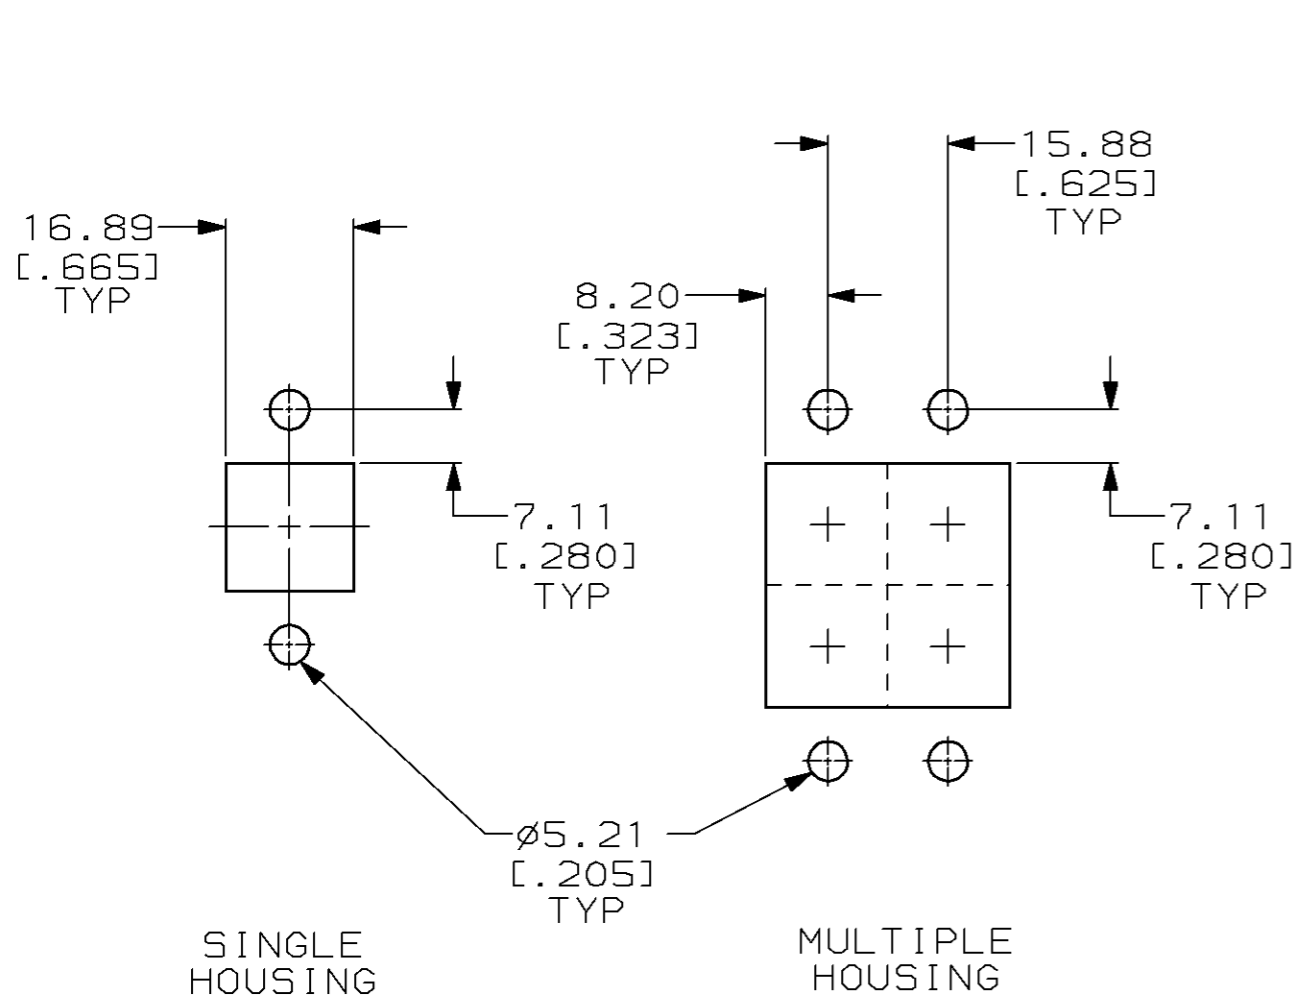 15.88
[.625]
TYP
16.89
[.665]
TYP
8.20
[.323]
TYP
7.11
[.280]
TYP
7.11
[.280]
TYP
ø5.21
[.205]
TYP
SINGLE
HOUSING
MULTIPLE
HOUSING